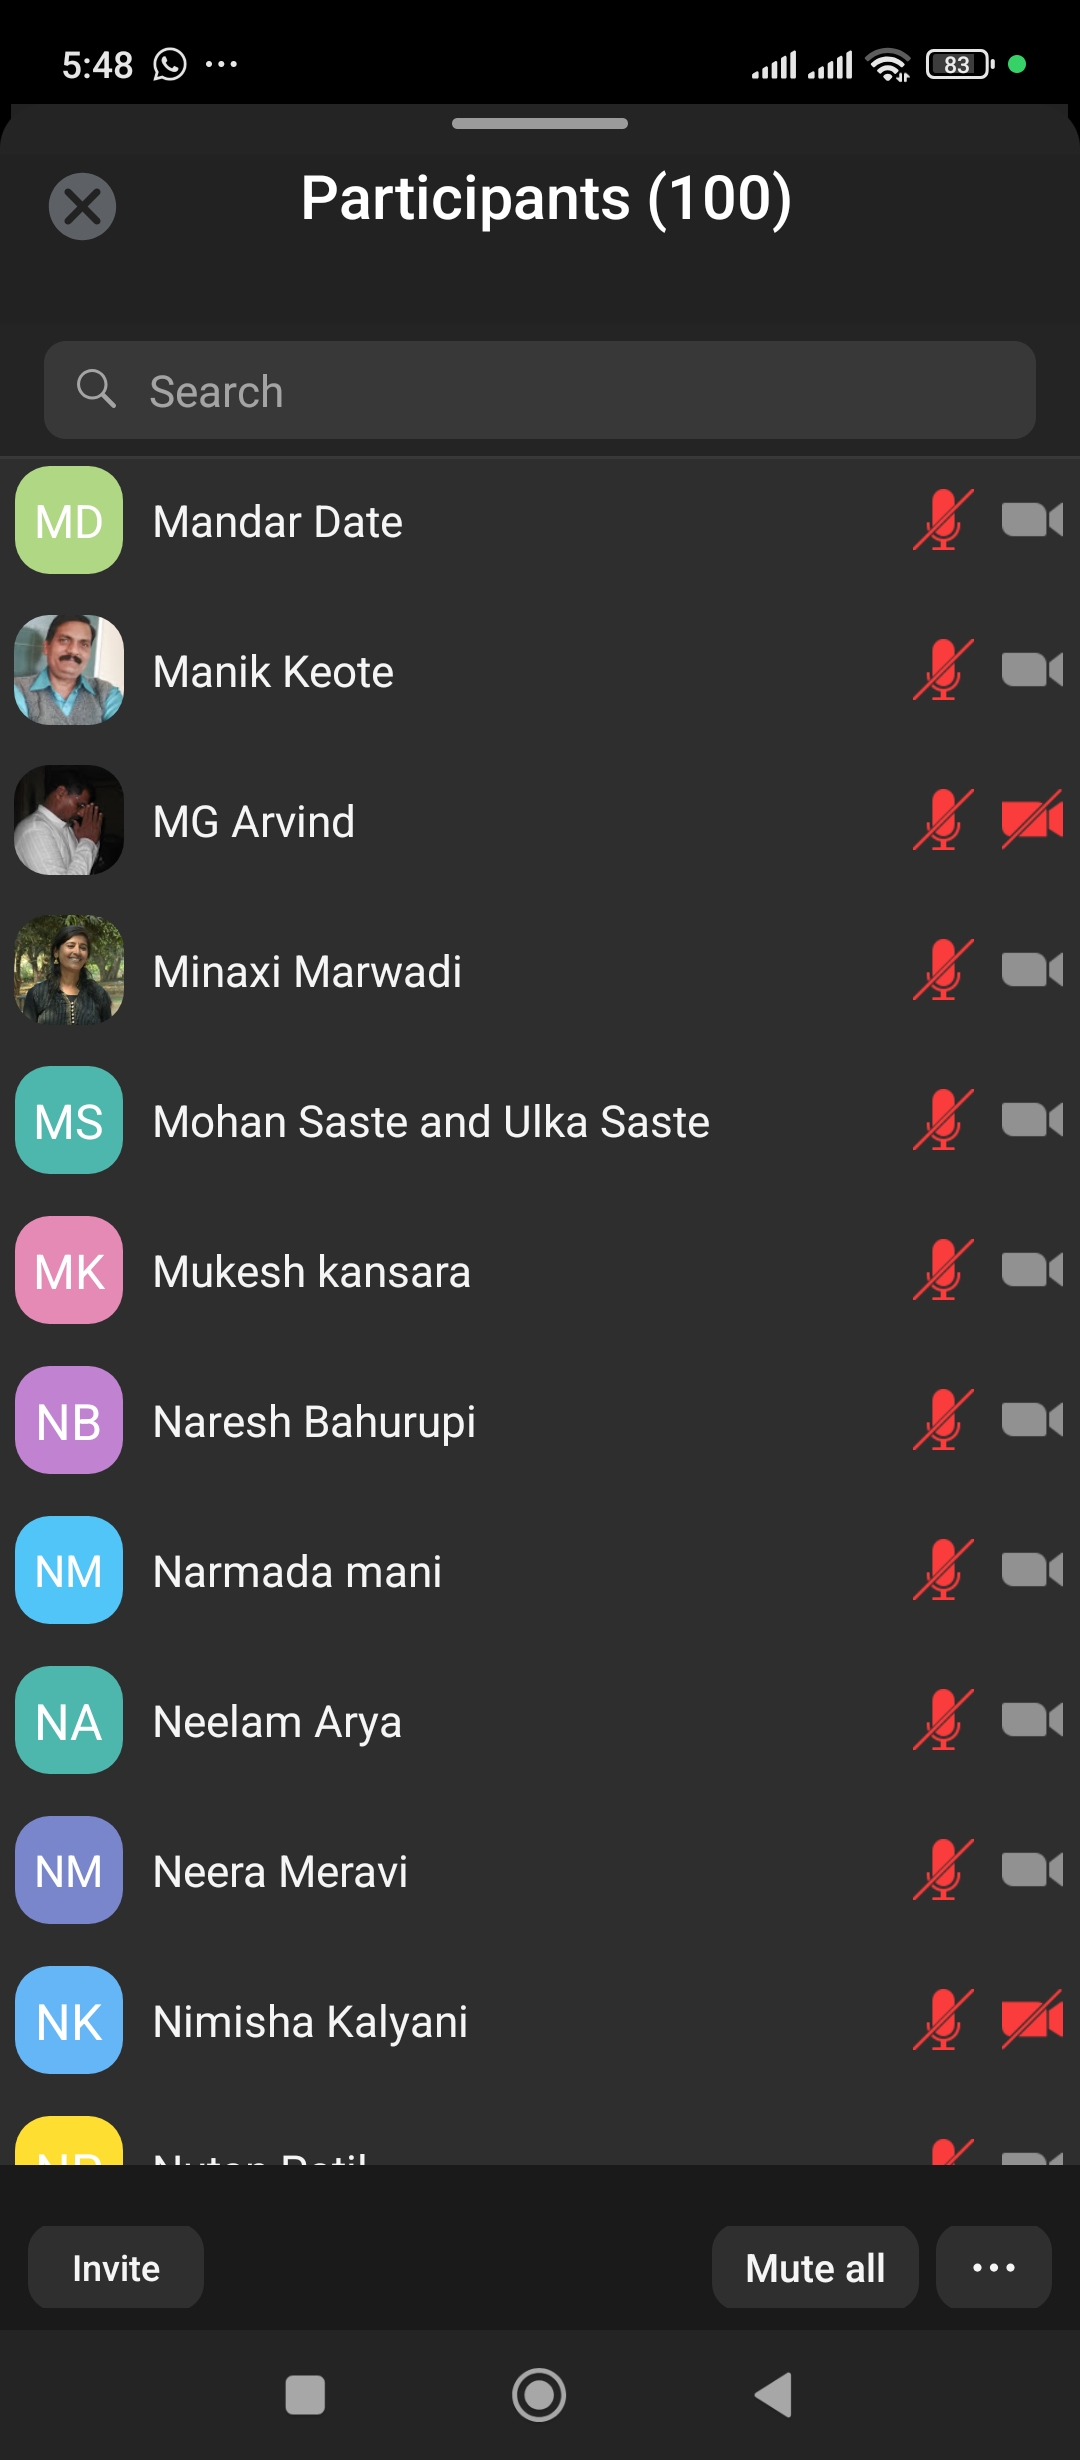 5:48
83
Participants (100)
Search
MD Mandar Date
Manik Keote
MG Arvind
Minaxi Marwadi
MS Mohan Saste and Ulka Saste
MK Mukesh kansara
NB Naresh Bahurupi
NM Narmada mani
NA Neelam Arya
NM Neera Meravi
NK Nimisha Kalyani
Invite Mute all